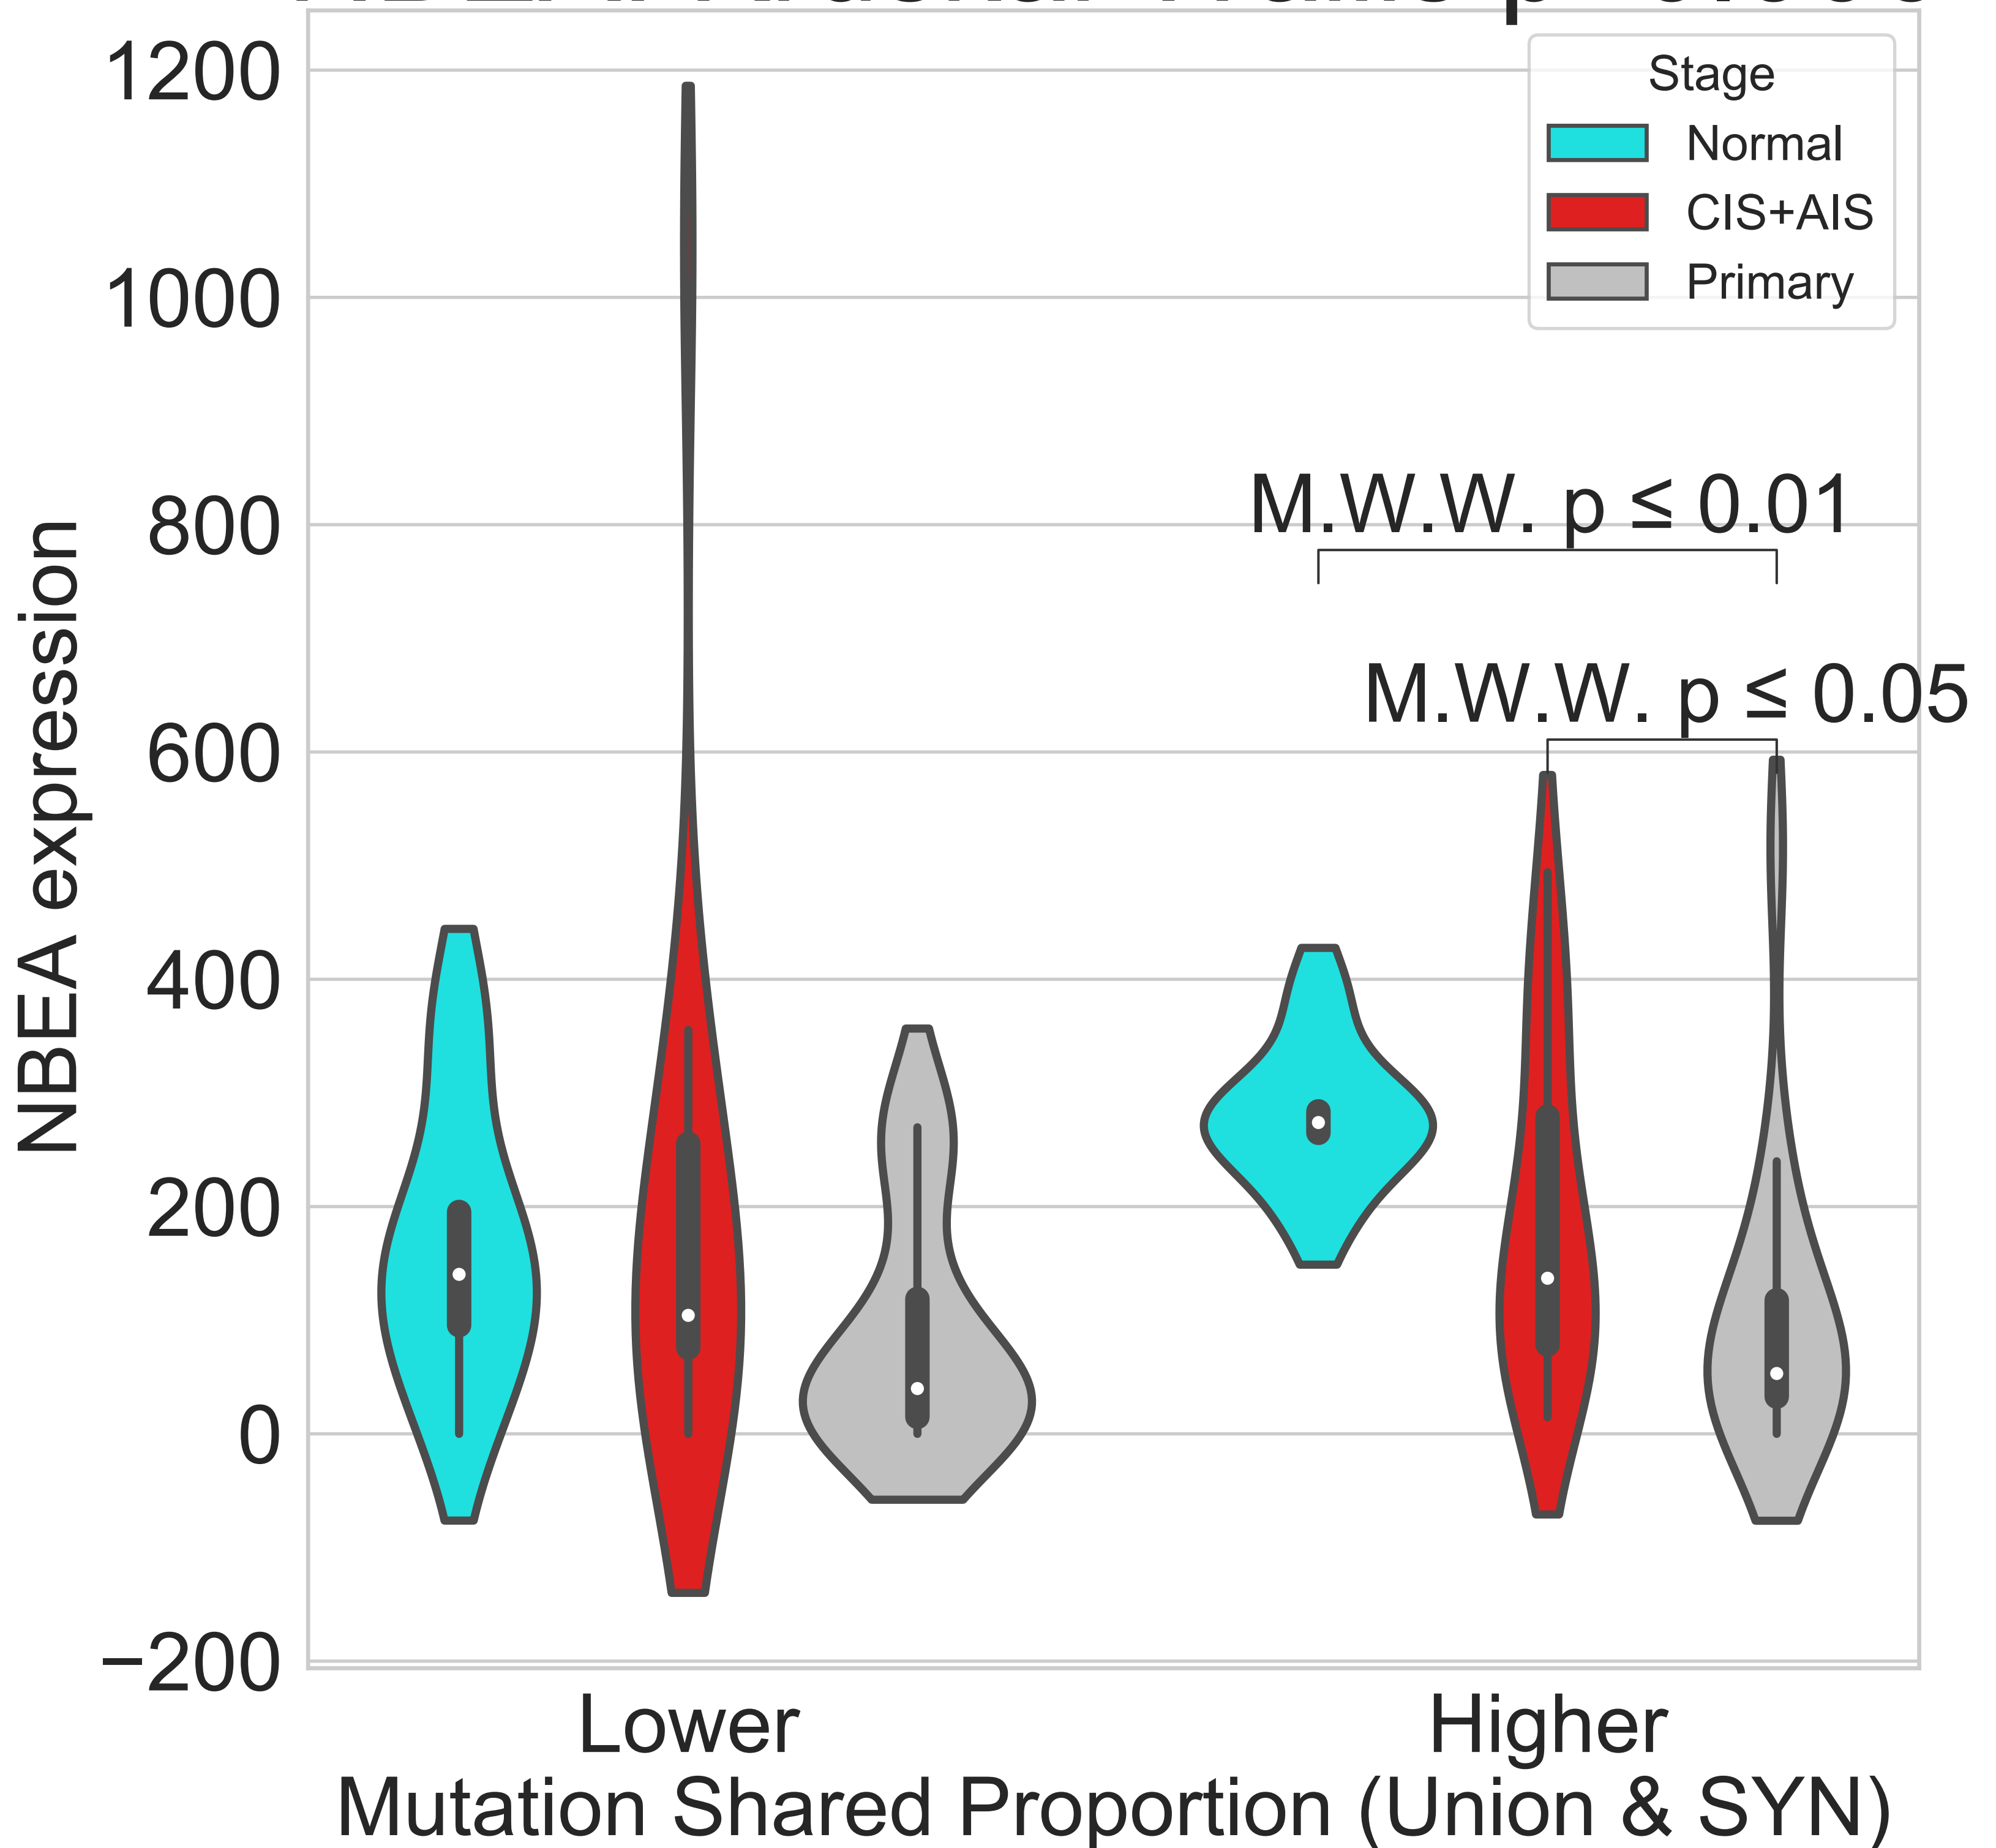 1200
1000
800
600
400
200
0
−200
NBEA expression
Stage
Normal
CIS+AIS
Primary
M.W.W. p ≤ 0.01
M.W.W. p ≤ 0.05
Lower
Higher
Mutation Shared Proportion (Union & SYN)